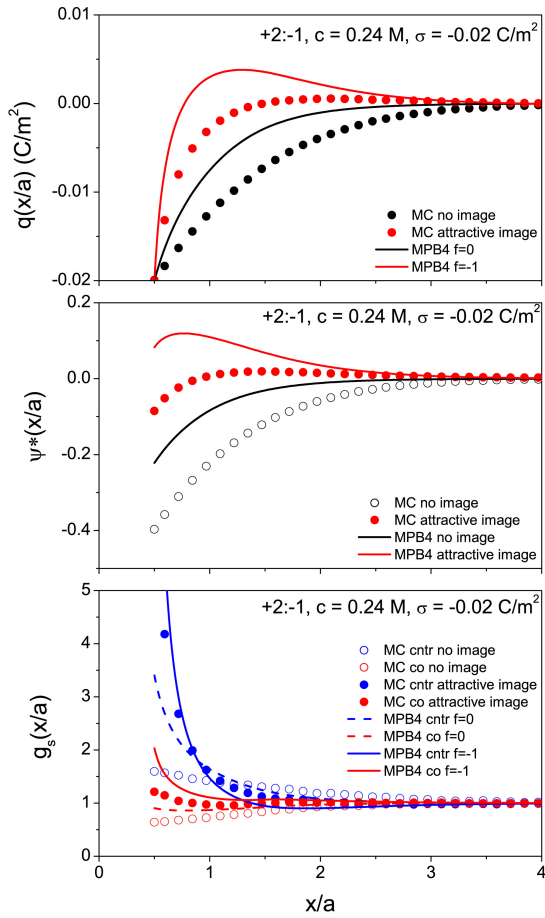 +2:-1, c = 0.24 M, σ = -0.02 C/m²
0.01
0.00
-0.01
-0.02
q(x/a) (C/m²)
MC no image
MC attractive image
MPB4 f=0
MPB4 f=-1
+2:-1, c = 0.24 M, σ = -0.02 C/m²
0.2
0.0
-0.2
-0.4
ψ*(x/a)
MC no image
MC attractive image
MPB4 no image
MPB4 attractive image
+2:-1, c = 0.24 M, σ = -0.02 C/m²
5
4
3
2
1
0
gₛ(x/a)
MC cntr no image
MC co no image
MC cntr attractive image
MC co attractive image
MPB4 cntr f=0
MPB4 co f=0
MPB4 cntr f=-1
MPB4 co f=-1
0 1 2 3 4
x/a